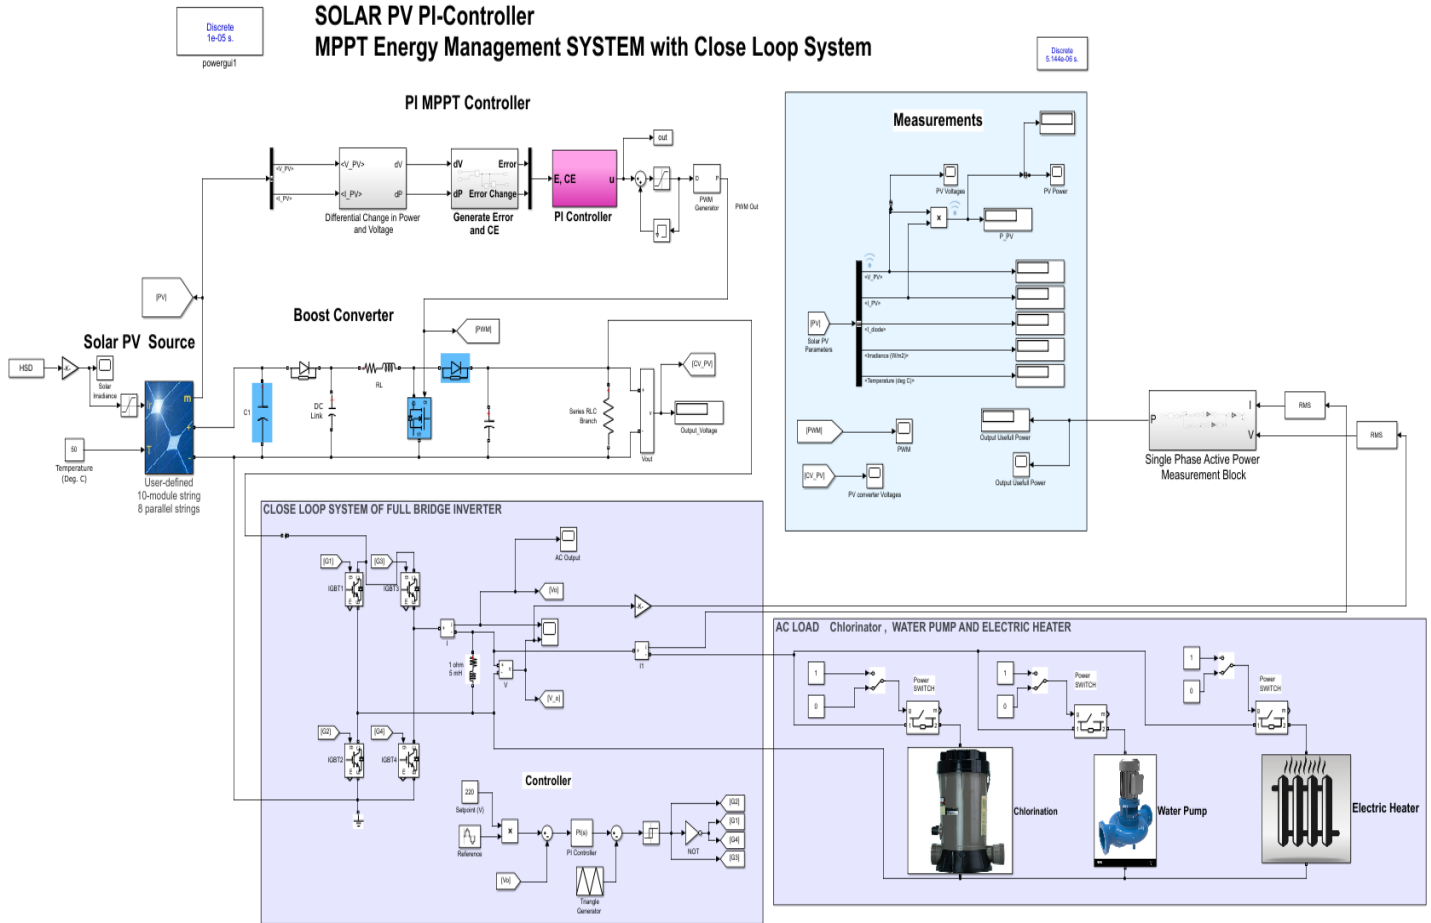 SOLAR PV PI-Controller
MPPT Energy Management SYSTEM with Close Loop System
Discrete
1e-05 s.
powergui1
Discrete
5.144e-06 s.
PI MPPT Controller
<V_PV>
<I_PV>
<V_PV>
<I_PV>
dV
dP
Differential Change in Power
and Voltage
dV
dP
Error
Error Change
Generate Error
and CE
E, CE
u
PI Controller
out
D
P
PWM
Generator
PWM Out
[PV]
Solar PV Source
HSD
-K-
Solar
Irradiance
Ir
T
m
+
-
50
Temperature
(Deg. C)
User-defined
10-module string
8 parallel strings
Boost Converter
[PWM]
C1
DC
Link
RL
Series RLC
Branch
Vout
[CV_PV]
Output_Voltage
Measurements
PV Voltages
PV Power
x
P_PV
[PV]
Solar PV
Parameters
<V_PV>
<I_PV>
<I_diode>
<Irradiance (W/m2)>
<Temperature (deg C)>
[PWM]
PWM
[CV_PV]
PV converter Voltages
Output Usefull Power
Output Usefull Power
P
I
V
Single Phase Active Power
Measurement Block
RMS
RMS
CLOSE LOOP SYSTEM OF FULL BRIDGE INVERTER
[G1]
IGBT1
[G3]
IGBT3
[G2]
IGBT2
[G4]
IGBT4
AC Output
[Vo]
I
1 ohm
5 mH
V
[V_o]
-K-
I1
Controller
220
Setpoint (V)
Reference
x
PI(s)
PI Controller
[Vo]
Triangle
Generator
NOT
[G2]
[G1]
[G4]
[G3]
AC LOAD Chlorinator , WATER PUMP AND ELECTRIC HEATER
1
0
Power
SWITCH
1
0
Power
SWITCH
1
0
Power
SWITCH
Chlorination
Water Pump
Electric Heater